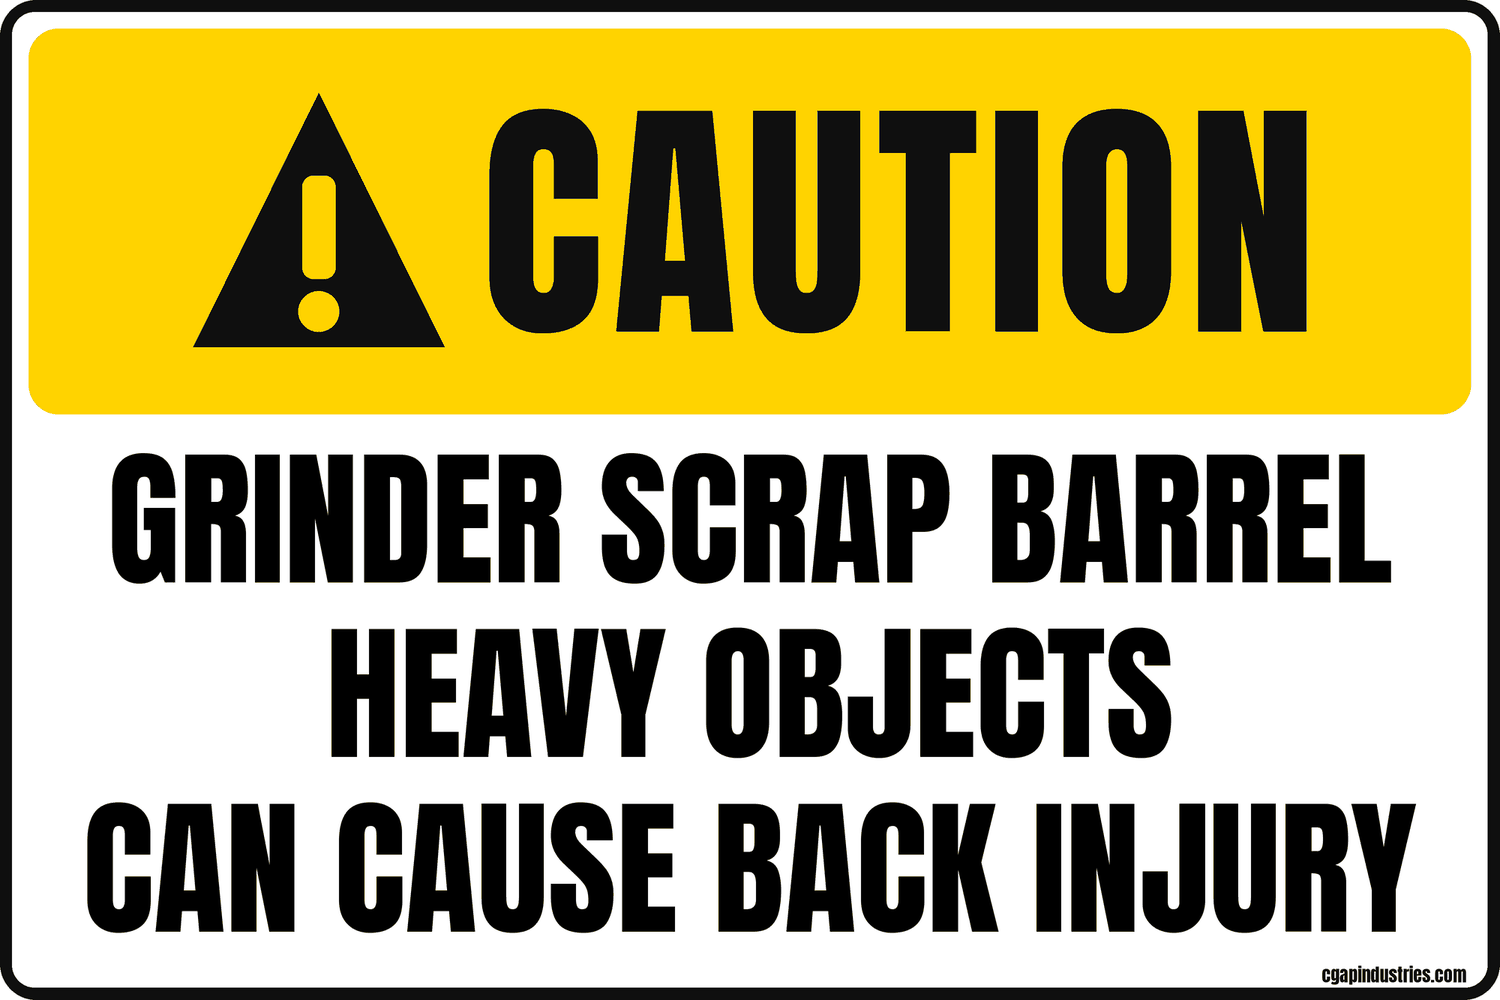 CAUTION
GRINDER SCRAP BARREL
HEAVY OBJECTS
CAN CAUSE BACK INJURY
cgapindustries.com